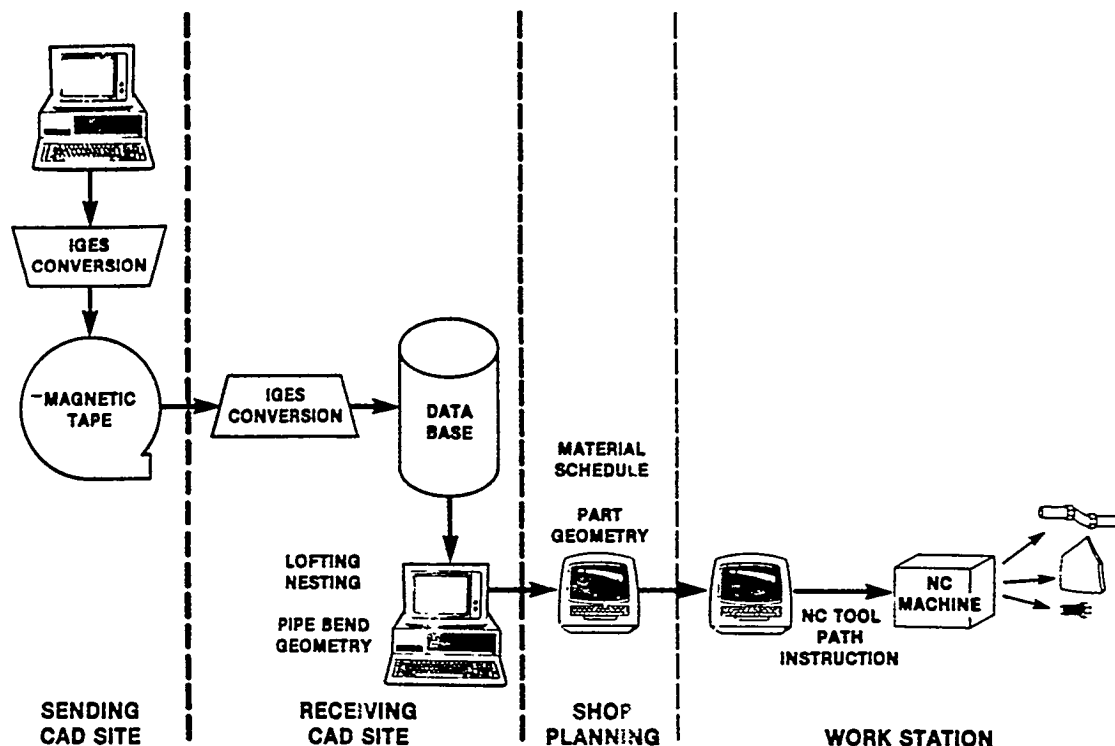 IGES
CONVERSION
MAGNETIC
TAPE
IGES
CONVERSION
DATA
BASE
LOFTING
NESTING
PIPE BEND
GEOMETRY
MATERIAL
SCHEDULE
PART
GEOMETRY
NC TOOL
PATH
INSTRUCTION
NC
MACHINE
SENDING
CAD SITE
RECEIVING
CAD SITE
SHOP
PLANNING
WORK STATION